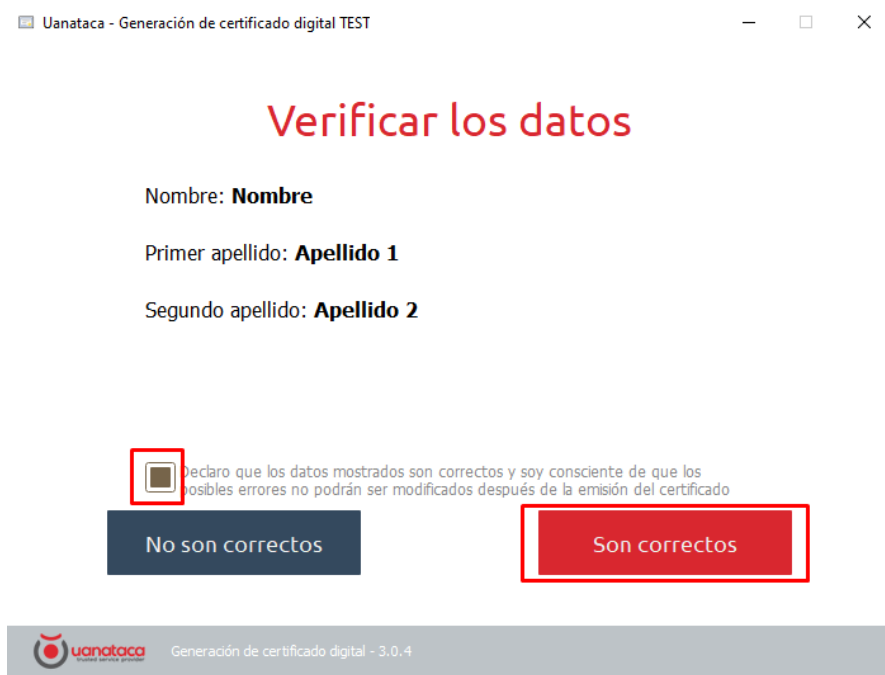 Uanataca - Generación de certificado digital TEST
Verificar los datos
Nombre: Nombre
Primer apellido: Apellido 1
Segundo apellido: Apellido 2
Declaro que los datos mostrados son correctos y soy consciente de que los
posibles errores no podrán ser modificados después de la emisión del certificado
No son correctos
Son correctos
uanataca
trusted service provider
Generación de certificado digital - 3.0.4